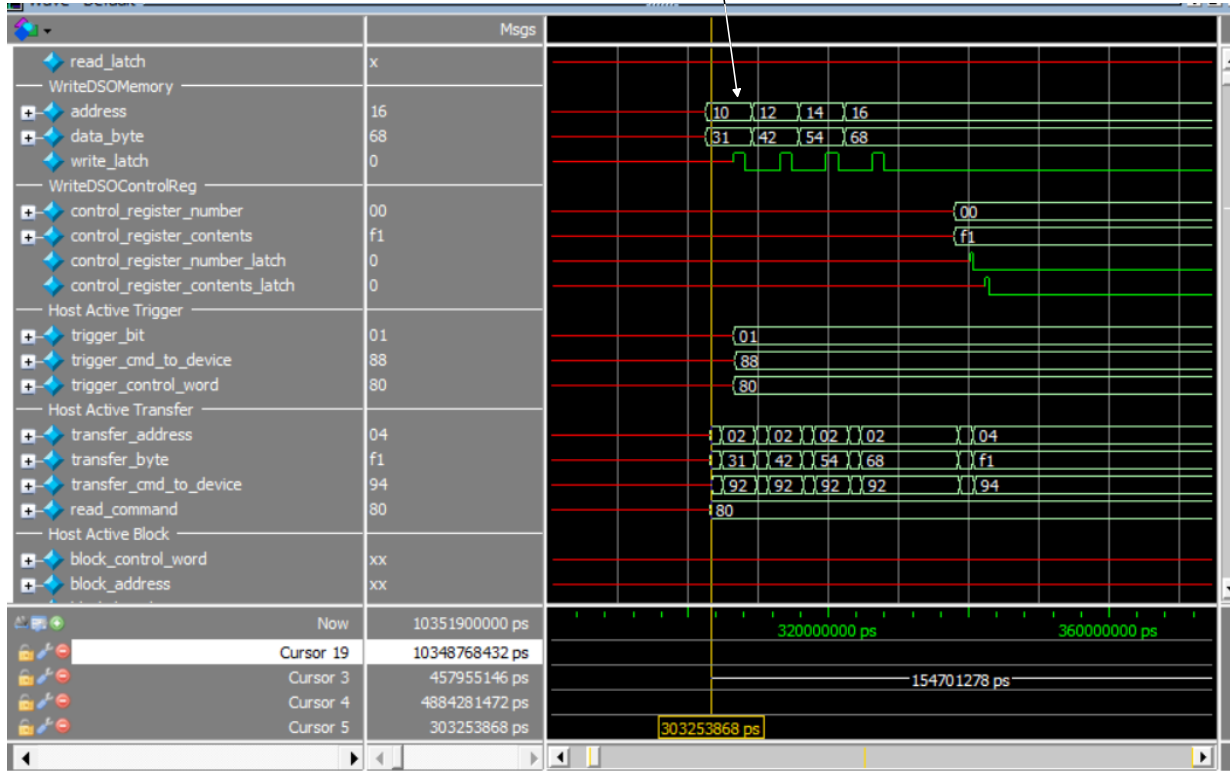 Wave - Default
Msgs
read_latch x
WriteDSOMemory
address 16 10 12 14 16
data_byte 68 31 42 54 68
write_latch 0
WriteDSOControlReg
control_register_number 00 00
control_register_contents f1 f1
control_register_number_latch 0
control_register_contents_latch 0
Host Active Trigger
trigger_bit 01 01
trigger_cmd_to_device 88 88
trigger_control_word 80 80
Host Active Transfer
transfer_address 04 02 02 02 02 04
transfer_byte f1 31 42 54 68 f1
transfer_cmd_to_device 94 92 92 92 92 94
read_command 80 80
Host Active Block
block_control_word xx
block_address xx
Now 10351900000 ps 320000000 ps 360000000 ps
Cursor 19 10348768432 ps
Cursor 3 457955146 ps 154701278 ps
Cursor 4 4884281472 ps
Cursor 5 303253868 ps 303253868 ps